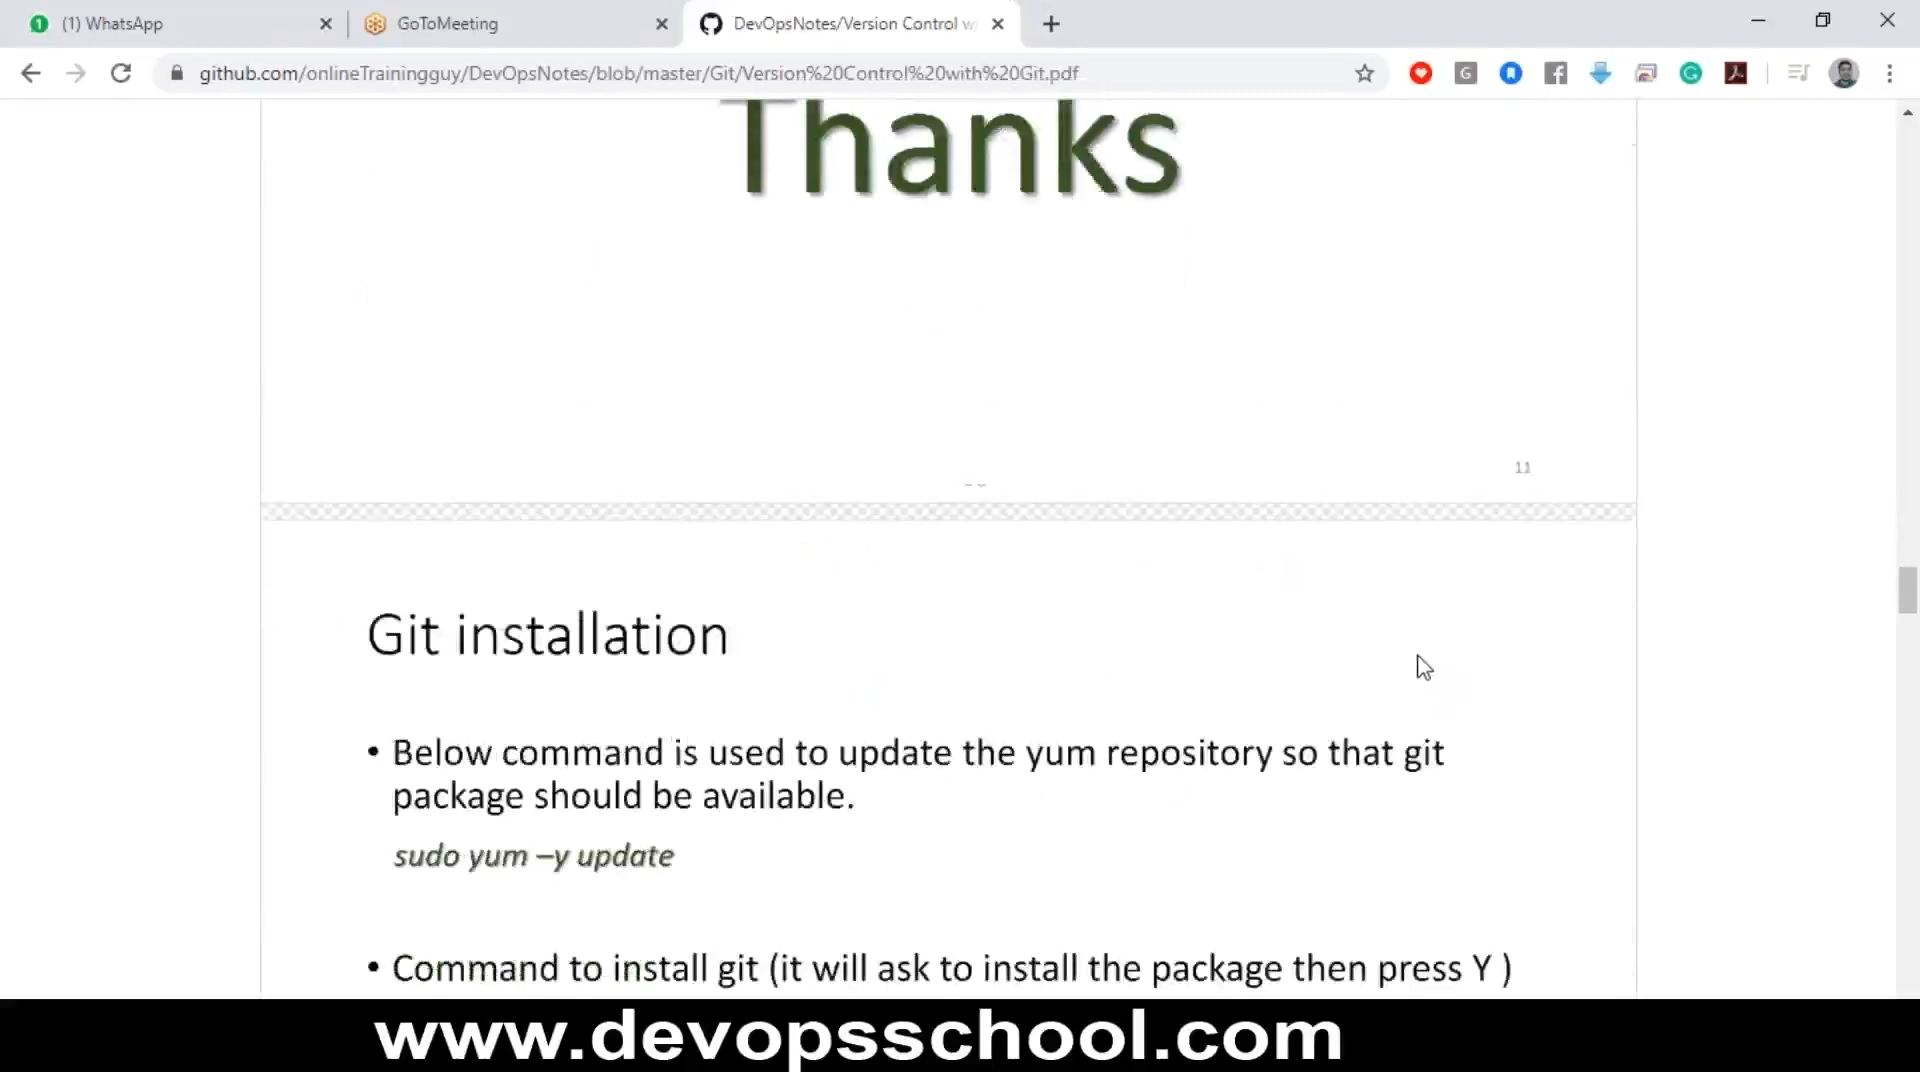 (1) WhatsApp
GoToMeeting
DevOpsNotes/Version Control w
github.com/onlineTrainingguy/DevOpsNotes/blob/master/Git/Version%20Control%20with%20Git.pdf
Thanks
11
Git installation
• Below command is used to update the yum repository so that git
package should be available.
sudo yum –y update
• Command to install git (it will ask to install the package then press Y )
www.devopsschool.com